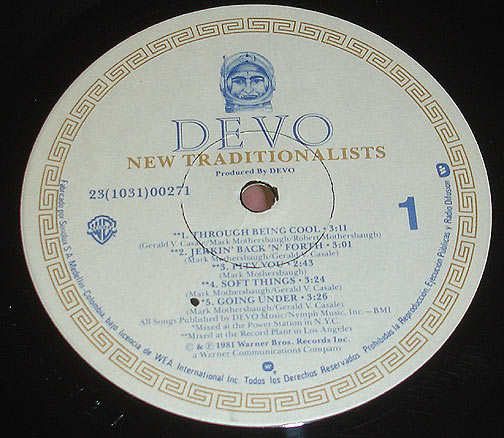 DEVO
NEW TRADITIONALISTS
Produced By DEVO
23(1031)00271
1
**1. THROUGH BEING COOL • 3:11
(Gerald V. Casale/Mark Mothersbaugh/Robert Mothersbaugh)
**2. JERKIN' BACK 'N' FORTH • 3:01
(Mark Mothersbaugh/Gerald V. Casale)
**3. PITY YOU • 2:43
(Mark Mothersbaugh)
**4. SOFT THINGS • 3:24
(Mark Mothersbaugh/Gerald V. Casale)
*5. GOING UNDER • 3:26
(Mark Mothersbaugh/Gerald V. Casale)
All Songs Published by DEVO Music/Nymph Music, Inc. — BMI
*Mixed at the Power Station in N.Y.C.
**Mixed at the Record Plant in Los Angeles
© & ℗ 1981 Warner Bros. Records Inc.
a Warner Communications Company
Fabricado por Sonolux S.A. Medellin-Colombia bajo licencia de WEA International Inc. Todos los Derechos Reservados Prohibidas la Reproducción, Ejecución Públicas y Radio Difusion
WB